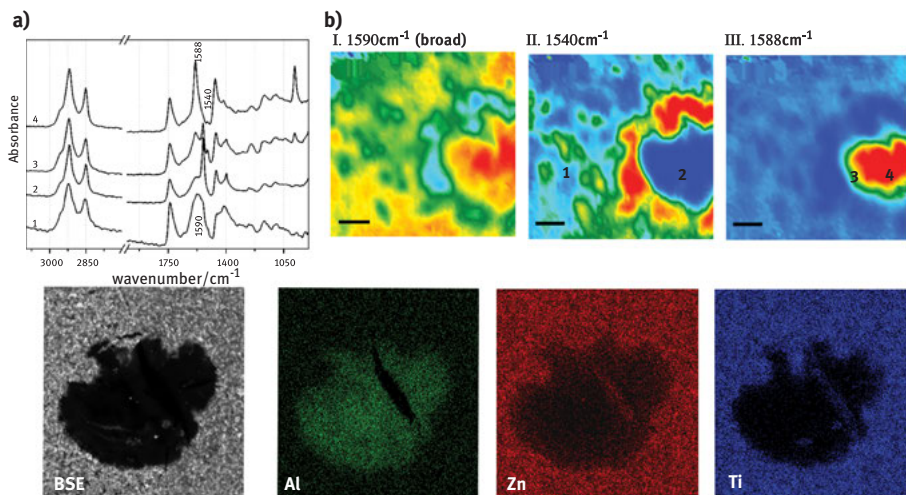 a)
Absorbance
1588
1540
1590
4
3
2
1
3000 2850 1750 1400 1050
wavenumber/cm⁻¹
b)
I. 1590cm⁻¹ (broad)
II. 1540cm⁻¹
1
2
III. 1588cm⁻¹
3
4
BSE
Al
Zn
Ti